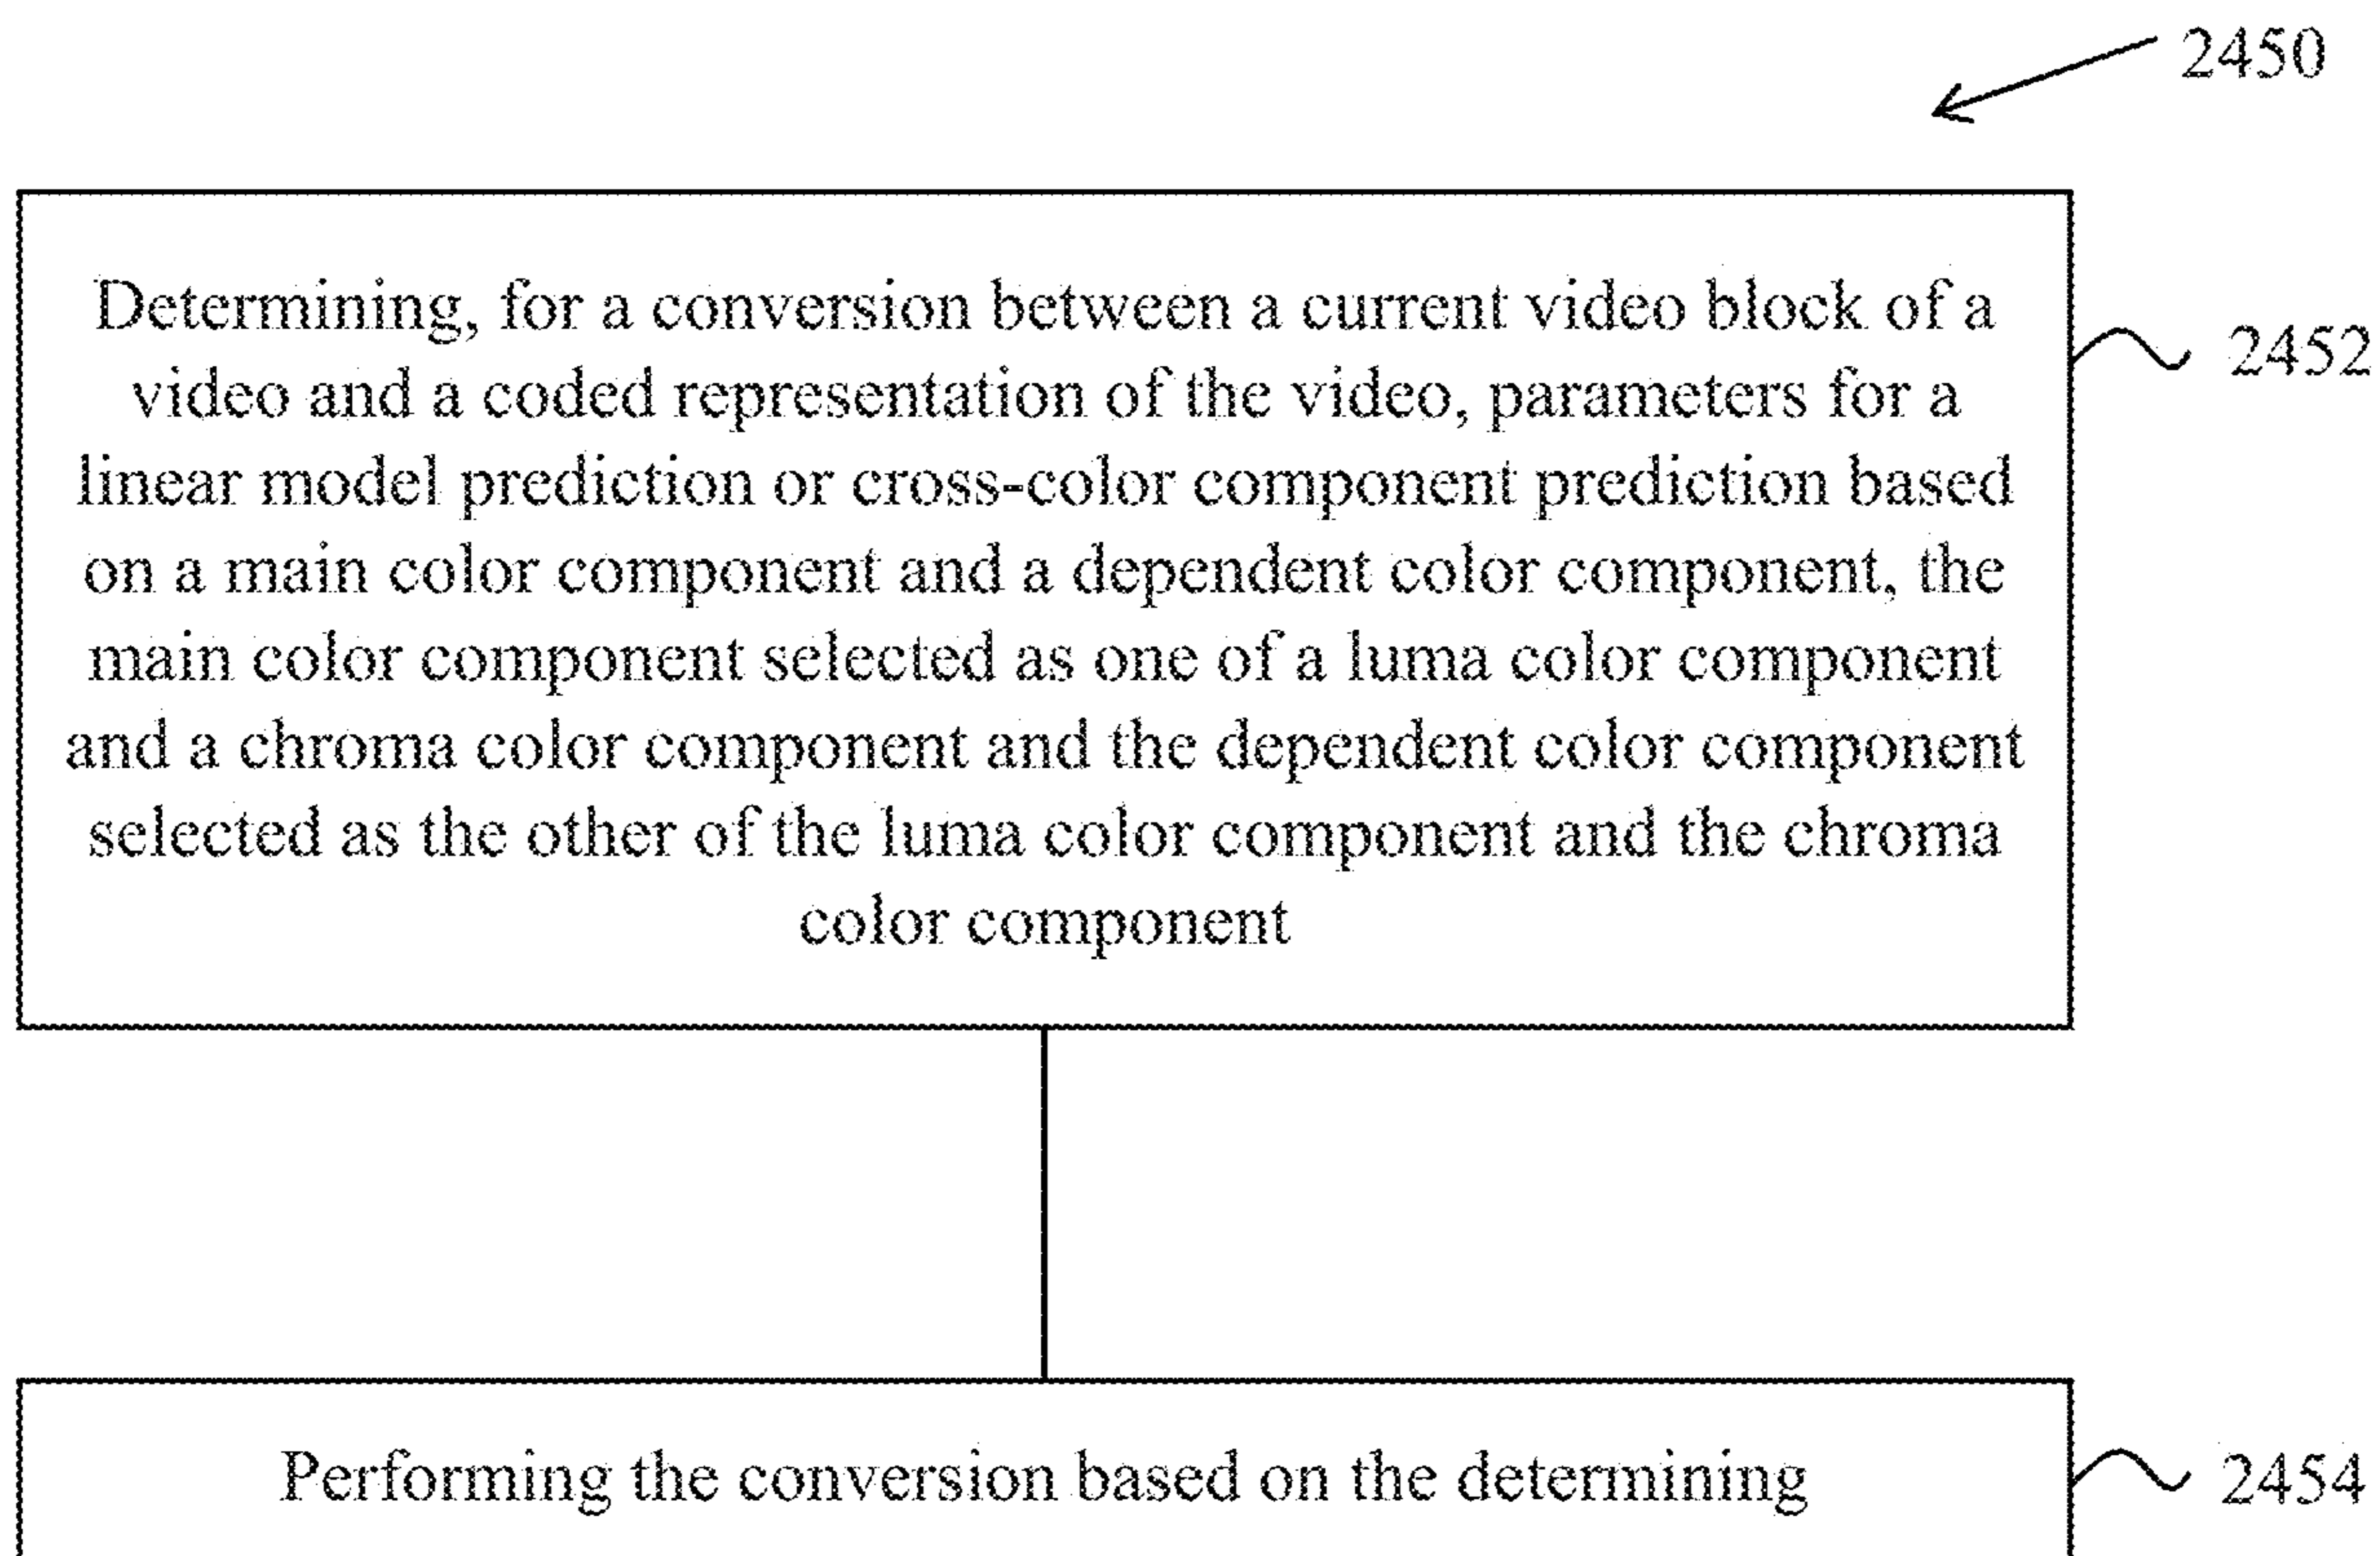 2450
Determining, for a conversion between a current video block of a
video and a coded representation of the video, parameters for a
linear model prediction or cross-color component prediction based
on a main color component and a dependent color component, the
main color component selected as one of a luma color component
and a chroma color component and the dependent color component
selected as the other of the luma color component and the chroma
color component
2452
Performing the conversion based on the determining
2454